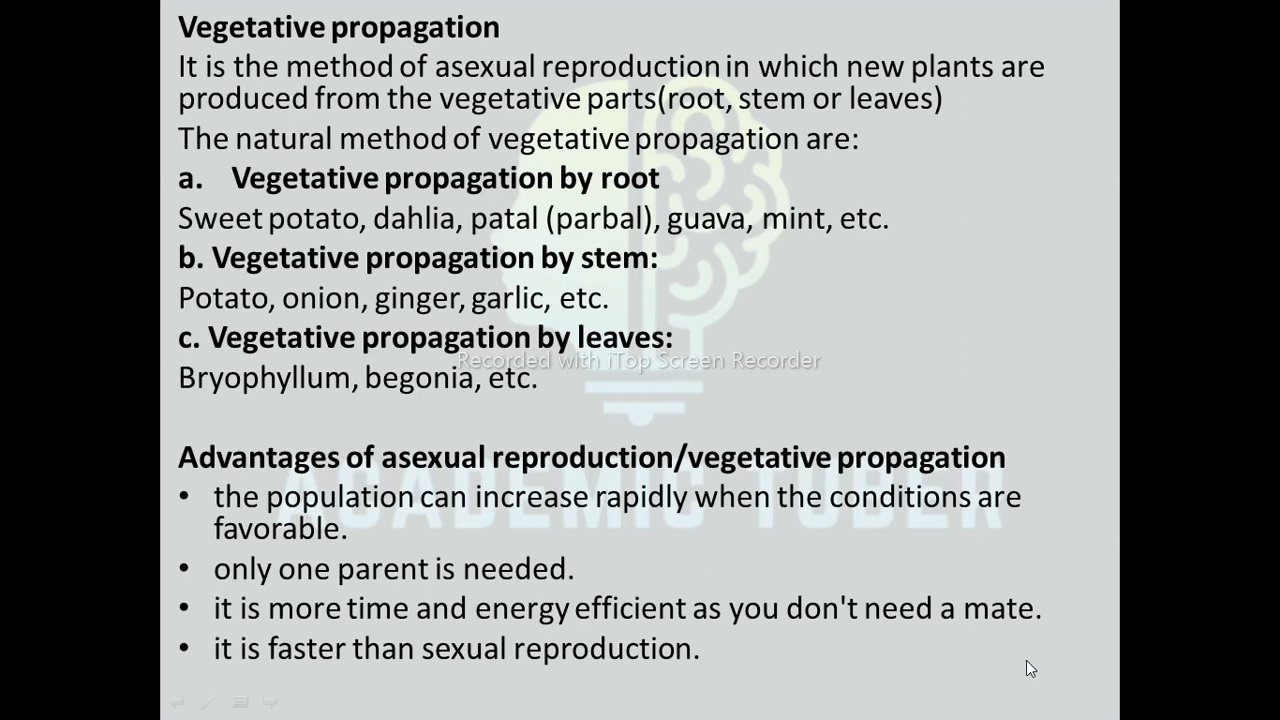 Vegetative propagation
It is the method of asexual reproduction in which new plants are
produced from the vegetative parts(root, stem or leaves)
The natural method of vegetative propagation are:
a. Vegetative propagation by root
Sweet potato, dahlia, patal (parbal), guava, mint, etc.
b. Vegetative propagation by stem:
Potato, onion, ginger, garlic, etc.
c. Vegetative propagation by leaves:
Recorded with iTop Screen Recorder
Bryophyllum, begonia, etc.
Advantages of asexual reproduction/vegetative propagation
• the population can increase rapidly when the conditions are
favorable.
ACADEMIC TUBER
• only one parent is needed.
• it is more time and energy efficient as you don't need a mate.
• it is faster than sexual reproduction.